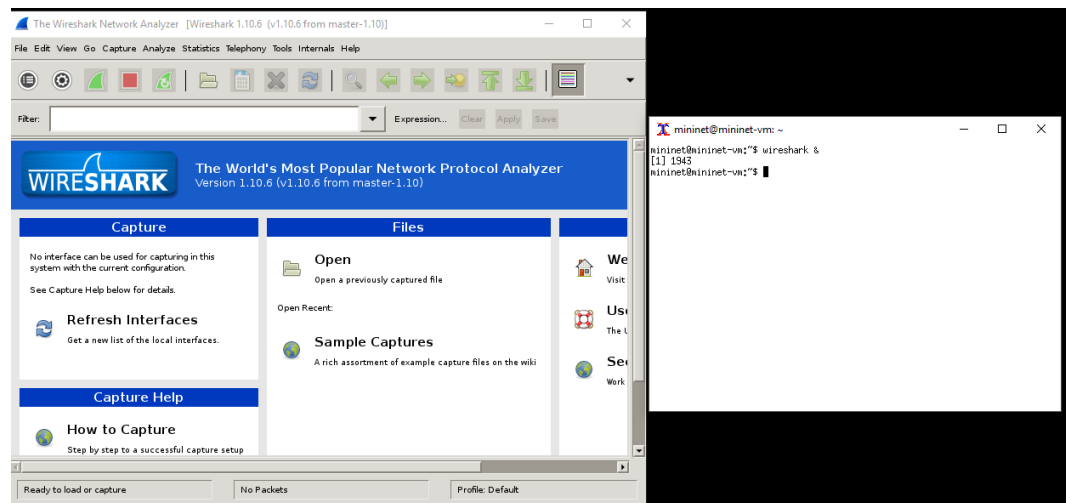 The Wireshark Network Analyzer [Wireshark 1.10.6 (v1.10.6 from master-1.10)]
File Edit View Go Capture Analyze Statistics Telephony Tools Internals Help
Filter: Expression... Clear Apply Save
WIRESHARK
The World's Most Popular Network Protocol Analyzer
Version 1.10.6 (v1.10.6 from master-1.10)
Capture
No interface can be used for capturing in this
system with the current configuration.
See Capture Help below for details.
Refresh Interfaces
Get a new list of the local interfaces.
Capture Help
How to Capture
Step by step to a successful capture setup
Files
Open
Open a previously captured file
Open Recent:
Sample Captures
A rich assortment of example capture files on the wiki
We
Visit
Us
The U
Se
Work
Ready to load or capture
No Packets
Profile: Default
mininet@mininet-vm: ~
mininet@mininet-vm:~$ wireshark &
[1] 1943
mininet@mininet-vm:~$